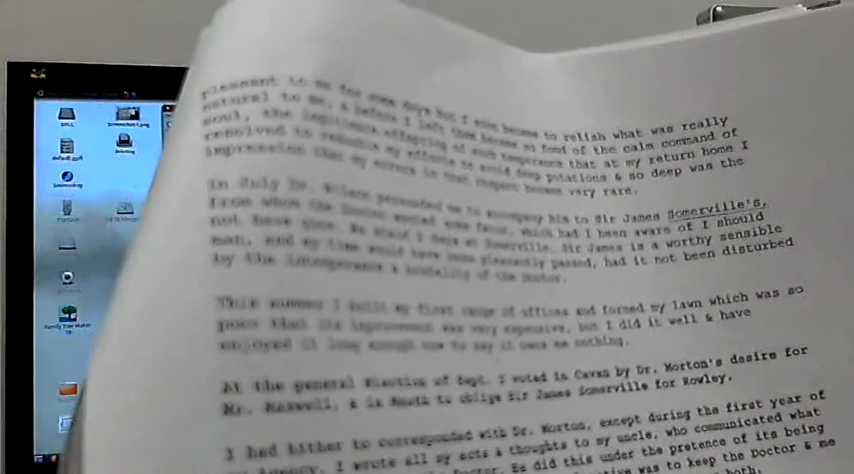 pleasant to me for some days but I soon became to relish what was really
natural to me, & before I left them became so fond of the calm command of
soul, the legitimate offspring of such temperance that at my return home I
resolved to redouble my efforts to avoid deep potations & so deep was the
impression that my errors in that respect became very rare.
In July Dr. Wilson persuaded me to accompany him to Sir James Somerville's,
from whom the Doctor wanted some favor, which had I been aware of I should
not have gone. We staid 3 days at Somerville. Sir James is a worthy sensible
man, and my time would have been pleasantly passed, had it not been disturbed
by the intemperance & brutality of the Doctor.
This summer I built my first range of offices and formed my lawn which was so
poor that its improvement was very expensive, but I did it well & have
enjoyed it long enough now to say it owes me nothing.
At the general Election of Sept. I voted in Cavan by Dr. Morton's desire for
Mr. Maxwell, & in Meath to oblige Sir James Somerville for Rowley.
I had hither to corresponded with Dr. Morton, except during the first year of
my agency. I wrote all my acts & thoughts to my uncle, who communicated what
Doctor. He did this under the pretence of its being
was to keep the Doctor & me
both.
Family Tree Maker